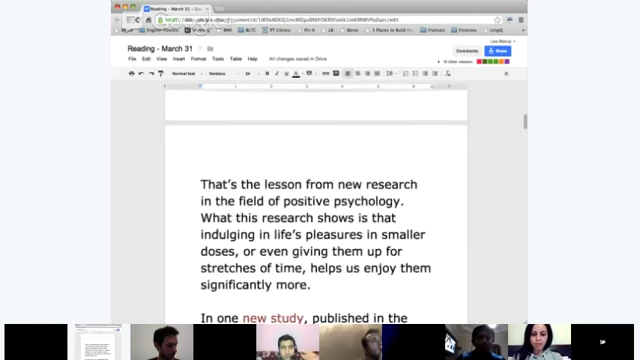 Reading - March 31
File Edit View Insert Format Tools Table Help All changes saved in Drive
Comments
Share
Normal text
Verdana
That's the lesson from new research
in the field of positive psychology.
What this research shows is that
indulging in life's pleasures in smaller
doses, or even giving them up for
stretches of time, helps us enjoy them
significantly more.
In one new study, published in the